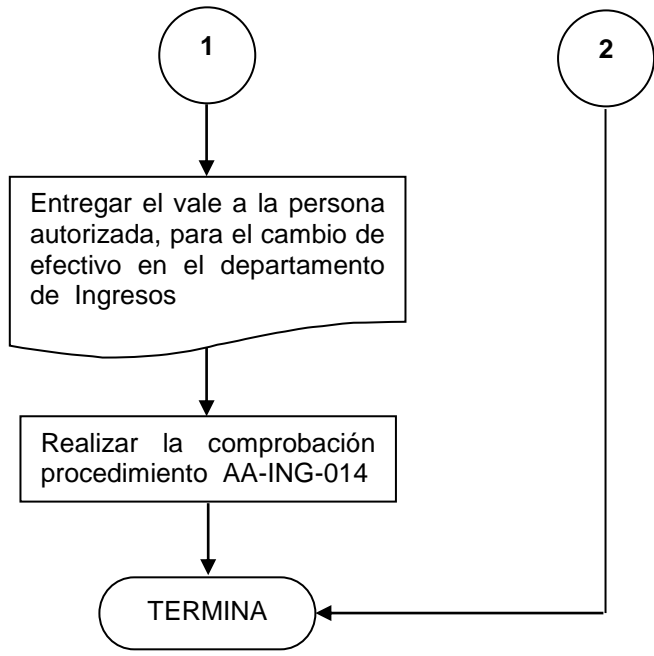 1
2
Entregar el vale a la persona
autorizada, para el cambio de
efectivo en el departamento
de Ingresos
Realizar la comprobación
procedimiento AA-ING-014
TERMINA